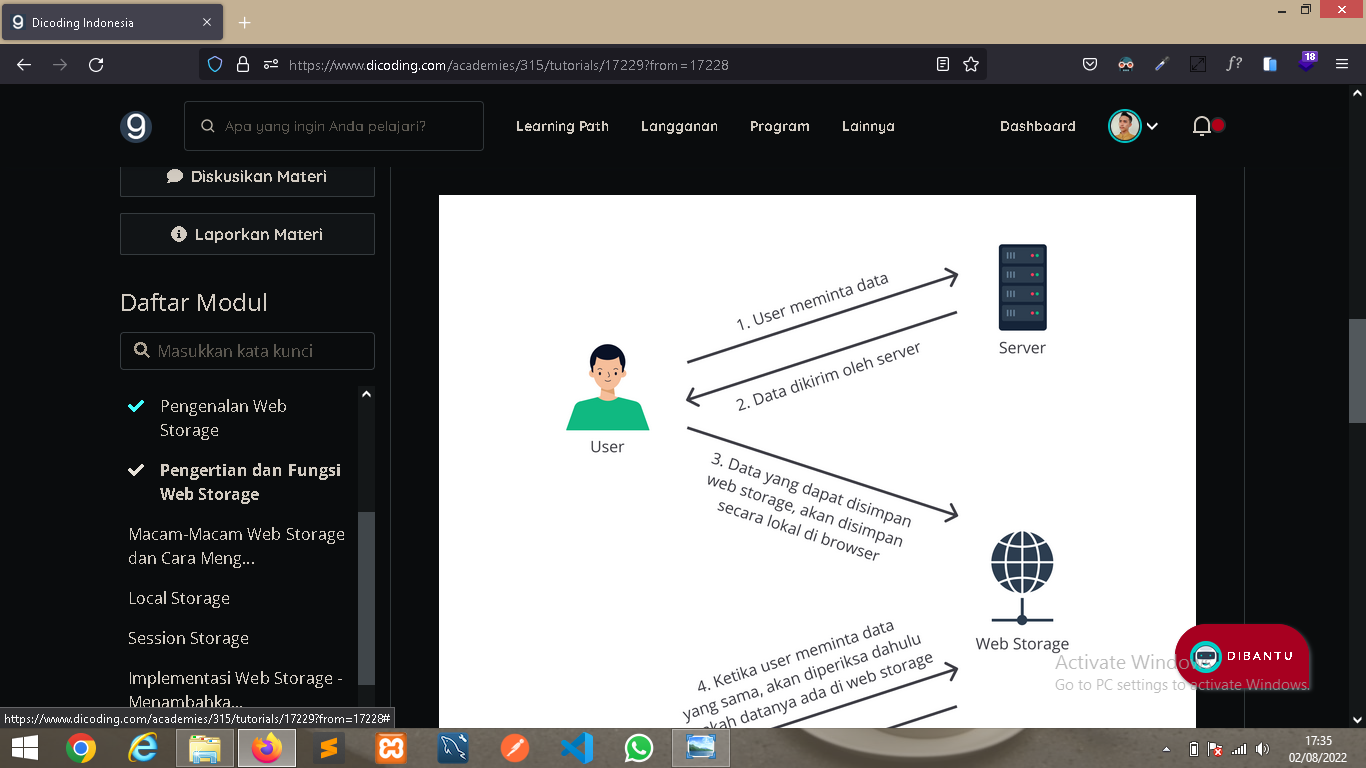 Dicoding Indonesia
https://www.dicoding.com/academies/315/tutorials/17229?from=17228
18
Apa yang ingin Anda pelajari?
Learning Path
Langganan
Program
Lainnya
Dashboard
Diskusikan Materi
Laporkan Materi
Daftar Modul
Masukkan kata kunci
Pengenalan Web
Storage
Pengertian dan Fungsi
Web Storage
Macam-Macam Web Storage
dan Cara Meng...
Local Storage
Session Storage
Implementasi Web Storage -
Menambahka...
1. User meminta data
2. Data dikirim oleh server
Server
User
3. Data yang dapat disimpan
web storage, akan disimpan
secara lokal di browser
Web Storage
4. Ketika user meminta data
yang sama, akan diperiksa dahulu
datanya ada di web storage
DIBANTU
Activate Windows
Go to PC settings to activate Windows.
https://www.dicoding.com/academies/315/tutorials/17229?from=17228#
17:35
02/08/2022